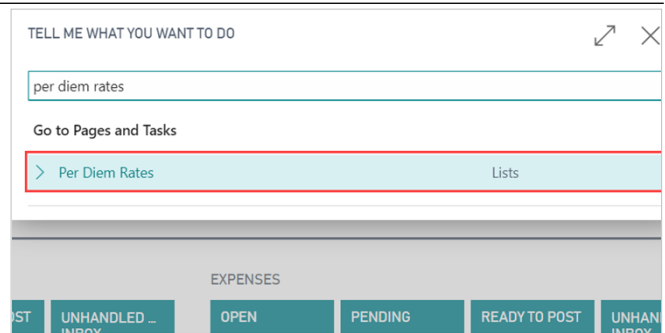 TELL ME WHAT YOU WANT TO DO
per diem rates
Go to Pages and Tasks
Per Diem Rates Lists
EXPENSES
OST UNHANDLED ... OPEN PENDING READY TO POST UNHAN
INBOX